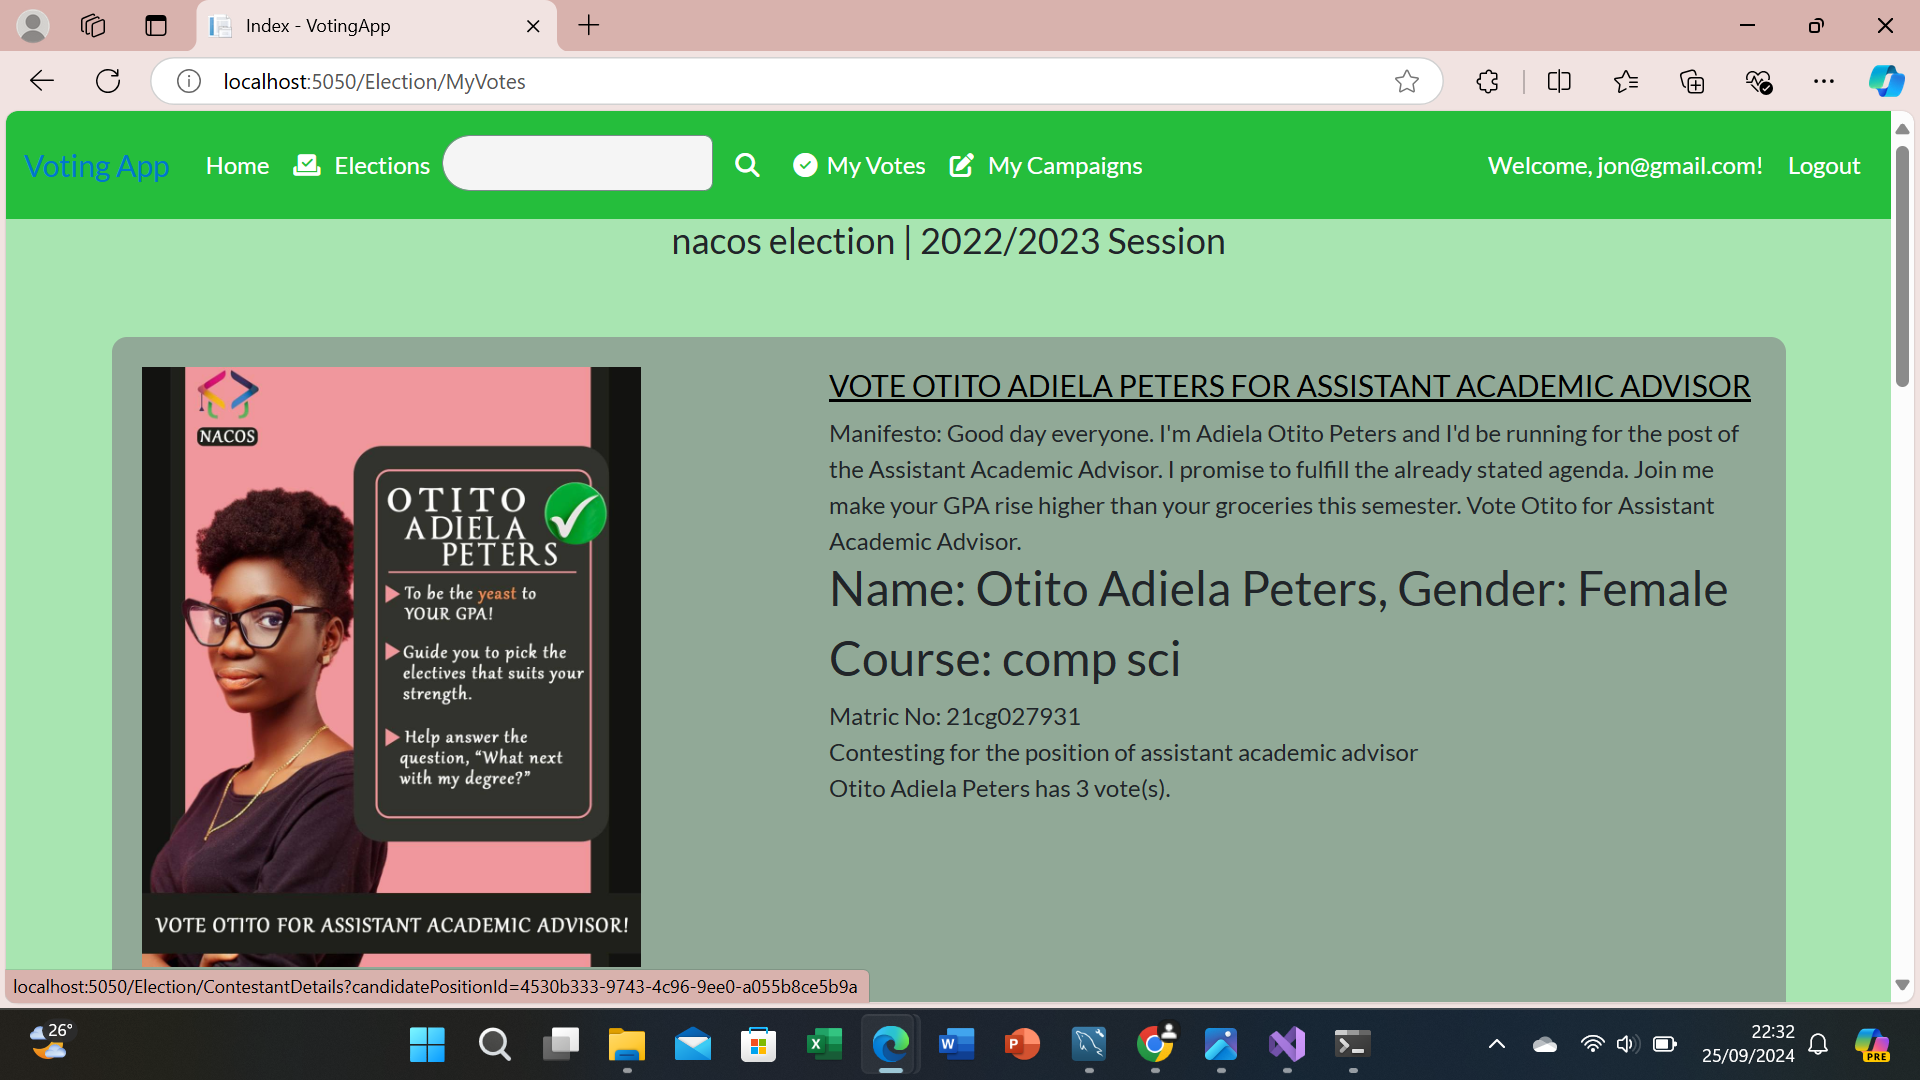 Index - VotingApp
localhost:5050/Election/MyVotes
Voting App Home Elections My Votes My Campaigns Welcome, jon@gmail.com! Logout
nacos election | 2022/2023 Session
NACOS
OTITO
ADIELA
PETERS
To be the yeast to
YOUR GPA!
Guide you to pick the
electives that suits your
strength.
Help answer the
question, “What next
with my degree?”
VOTE OTITO FOR ASSISTANT ACADEMIC ADVISOR!
VOTE OTITO ADIELA PETERS FOR ASSISTANT ACADEMIC ADVISOR
Manifesto: Good day everyone. I'm Adiela Otito Peters and I'd be running for the post of
the Assistant Academic Advisor. I promise to fulfill the already stated agenda. Join me
make your GPA rise higher than your groceries this semester. Vote Otito for Assistant
Academic Advisor.
Name: Otito Adiela Peters, Gender: Female
Course: comp sci
Matric No: 21cg027931
Contesting for the position of assistant academic advisor
Otito Adiela Peters has 3 vote(s).
localhost:5050/Election/ContestantDetails?candidatePositionId=4530b333-9743-4c96-9ee0-a055b8ce5b9a
26°
22:32
25/09/2024
PRE